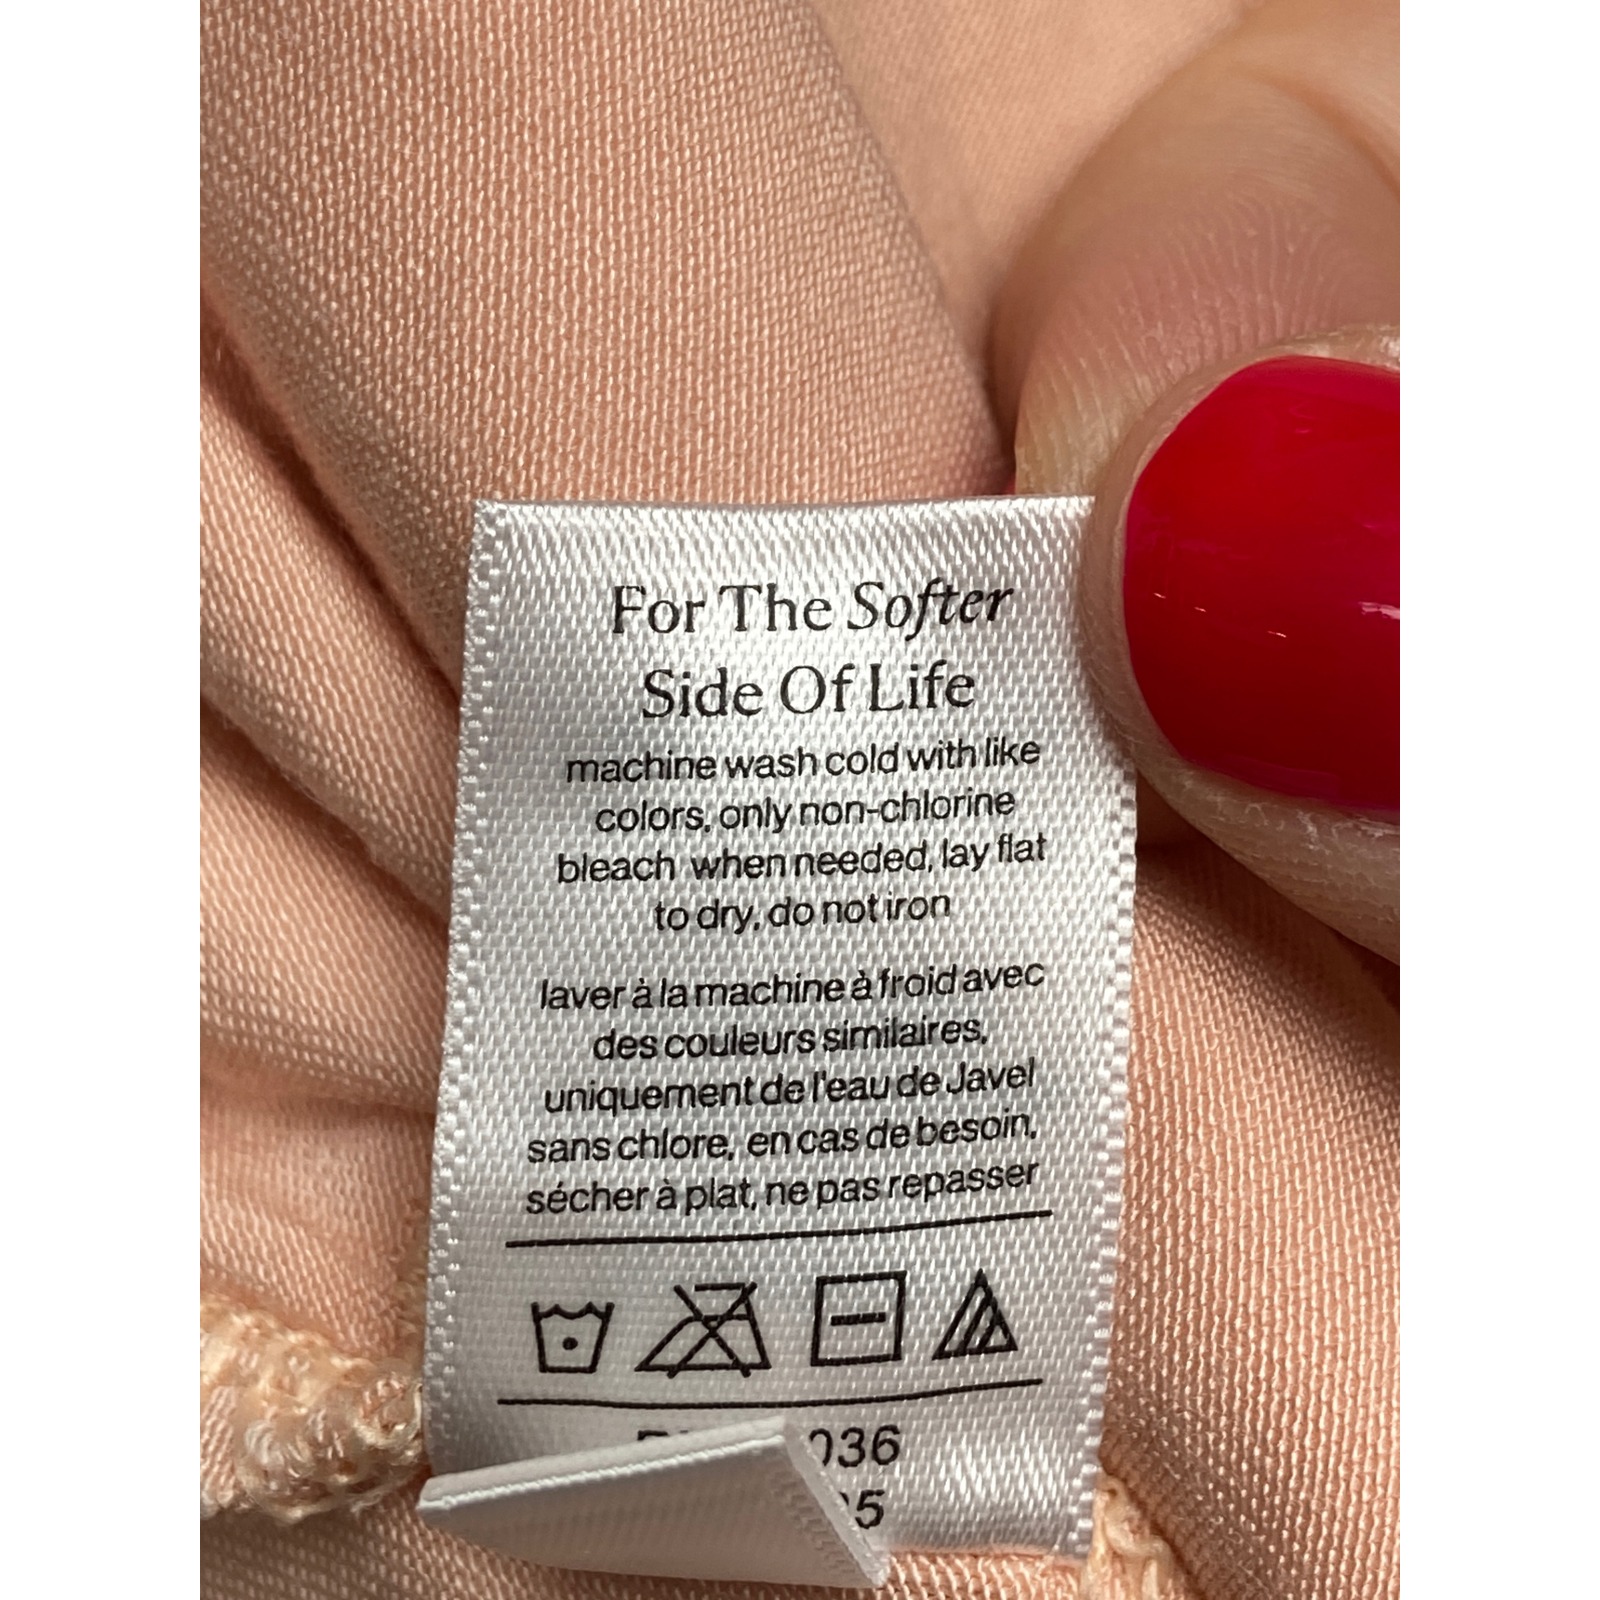 For The Softer
Side Of Life
machine wash cold with like
colors, only non-chlorine
bleach when needed, lay flat
to dry, do not iron
laver à la machine à froid avec
des couleurs similaires,
uniquement de l'eau de Javel
sans chlore, en cas de besoin,
sécher à plat, ne pas repasser